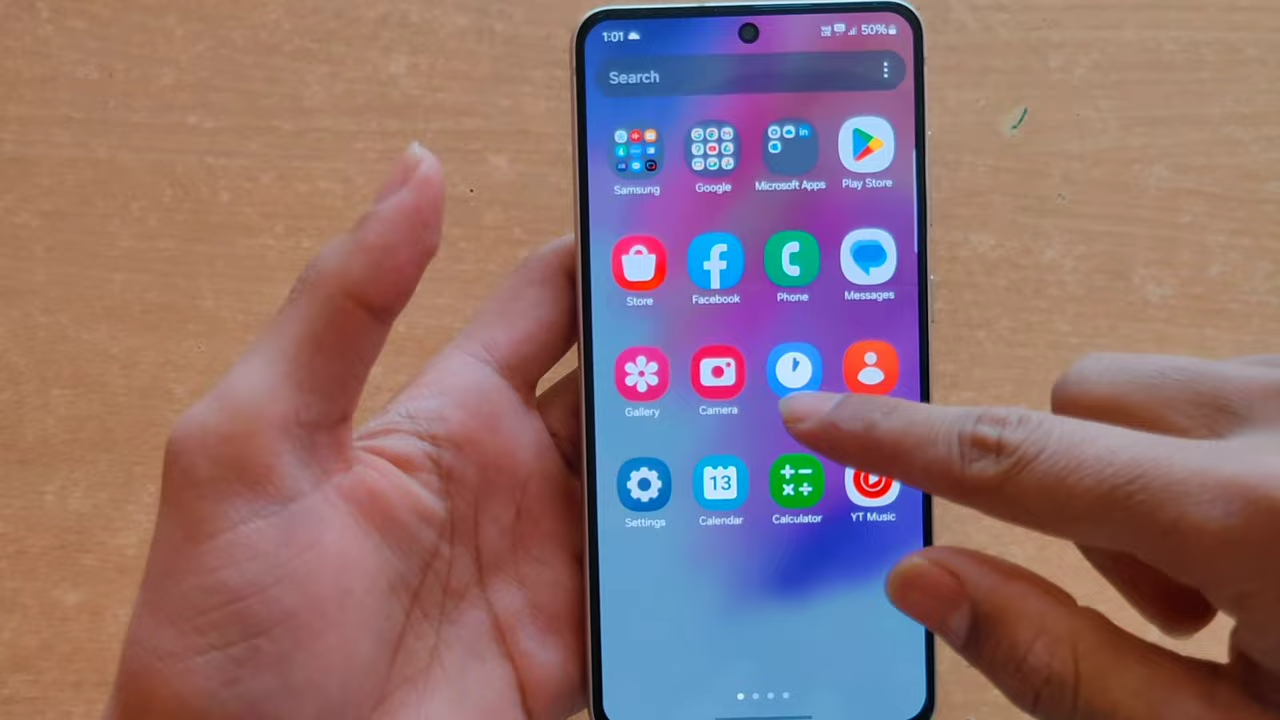 1:01 50%
Search
Samsung Google Microsoft Apps Play Store
Store Facebook Phone Messages
Gallery Camera
13
Settings Calendar Calculator YT Music